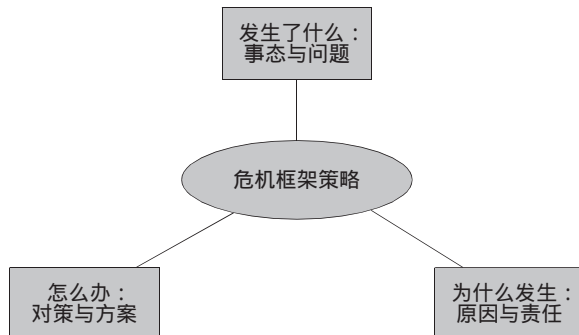 发生了什么：
事态与问题
危机框架策略
怎么办：
对策与方案
为什么发生：
原因与责任